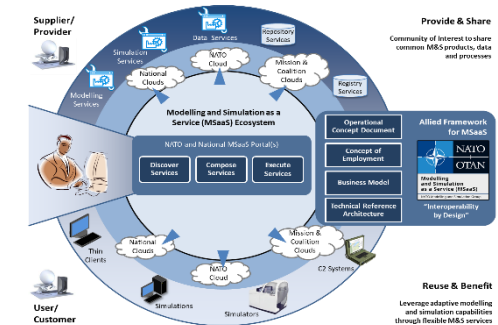 Supplier/
Provider
Provide & Share
Community of Interest to share
common M&S products, data
and processes
Data Services
Simulation
Services
Modelling
Services
Repository
Services
Registry
Services
National
Clouds
NATO
Cloud
Mission &
Coalition
Clouds
Modelling and Simulation as a
Service (MSaaS) Ecosystem
NATO and National MSaaS Portal(s)
Discover
Services
Compose
Services
Execute
Services
Operational
Concept Document
Concept of
Employment
Business Model
Technical Reference
Architecture
Allied Framework
for MSaaS
NATO
OTAN
Modelling
and Simulation
as a Service (MSaaS)
"Interoperability
by Design"
National
Clouds
NATO
Cloud
Mission &
Coalition
Clouds
Thin
Clients
Simulations
Simulators
C2 Systems
User/
Customer
Reuse & Benefit
Leverage adaptive modelling
and simulation capabilities
through flexible M&S services